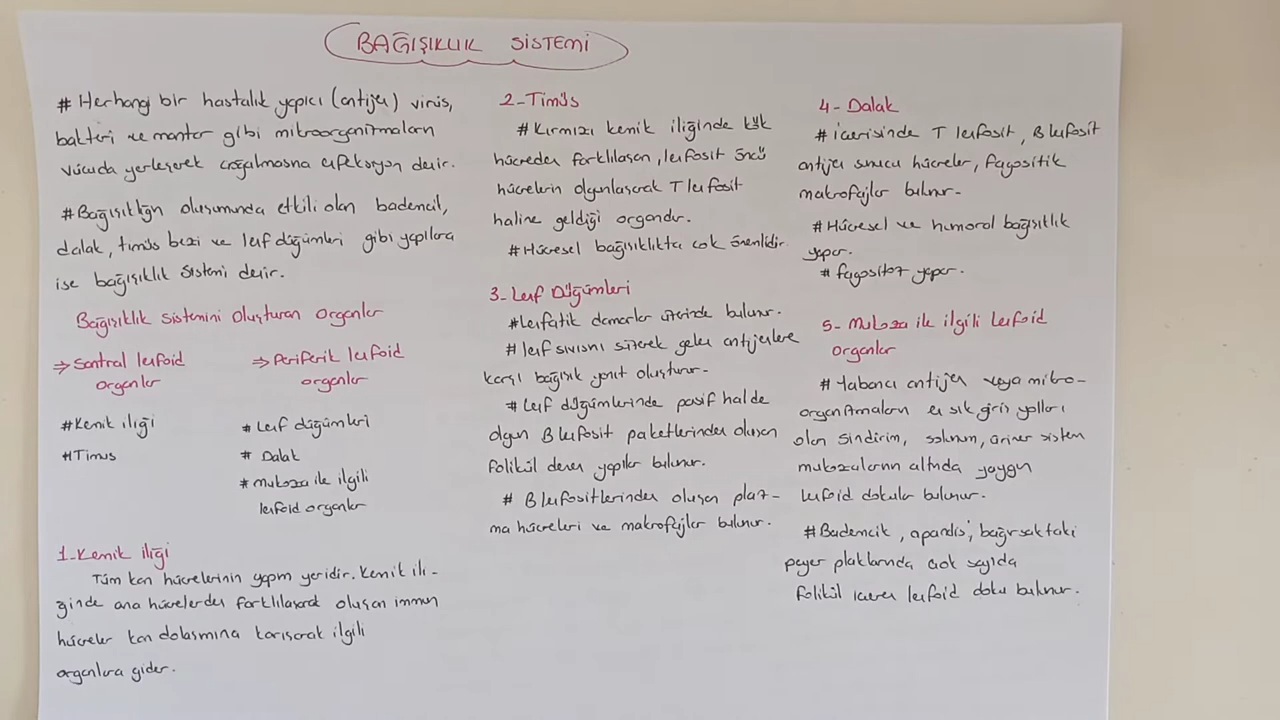 BAĞIŞIKLIK SİSTEMİ
# Herhangi bir hastalık yapıcı (antijen) virüs,
bakteri ve mantar gibi mikroorganizmaların
vücuda yerleşerek çoğalmasına enfeksyon denir.
#Bağışıklığın oluşumunda etkili olan bademcil,
dalak, timüs bezi ve lenf düğümleri gibi yapılara
ise bağışıklık sistemi denir.
Bağışıklık sistemini oluşturan organlar
⇒ Santral lenfoid
organlar
#Kemik iliği
#Timus
⇒ Periferik lenfoid
organlar
# Lenf düğümleri
# Dalak
# mukoza ile ilgili
lenfoid organlar
1-Kemik iliği
Tüm kan hücrelerinin yapım yeridir. Kemik ili-
ğinde ana hücrelerden farklılaşarak oluşan immun
hücreler kan dolaşımına karışarak ilgili
organlara gider.
2-Timüs
#Kırmızı kemik iliğinde kök
hücreden farklılaşan, lenfosit öncü
hücrelerin olgunlaşarak T lenfosit
haline geldiği organdır.
#Hücresel bağışıklıkta çok önemlidir.
3-Lenf Düğümleri
#Lenfatik damarlar üzerinde bulunur.
# lenf sıvısını süzerek gelen antijenlere
karşı bağışık yanıt oluşturur.
# Lenf düğümlerinde pasif halde
olgun B lenfosit paketlerinden oluşan
folikül denen yapılar bulunur.
# B lenfositlerinden oluşan plaz-
ma hücreleri ve makrofajlar bulunur.
4- Dalak
# içerisinde T lenfosit, B lenfosit
antijen sunucu hücreler, fagositik
makrofajlar bulunur.
#Hücresel ve humoral bağışıklık
yapar.
# fagositoz yapar.
5- Mukoza ile ilgili lenfoid
organlar
# Yabancı antijen veya mikro-
organizmaların en sık giriş yolları
olan sindirim, solunum, üriner sistem
mukozalarının altında yaygın
lenfoid dokular bulunur.
#Bademcik, apandis, bağırsaktaki
peyer plaklarında çok sayıda
folikül içeren lenfoid doku bulunur.